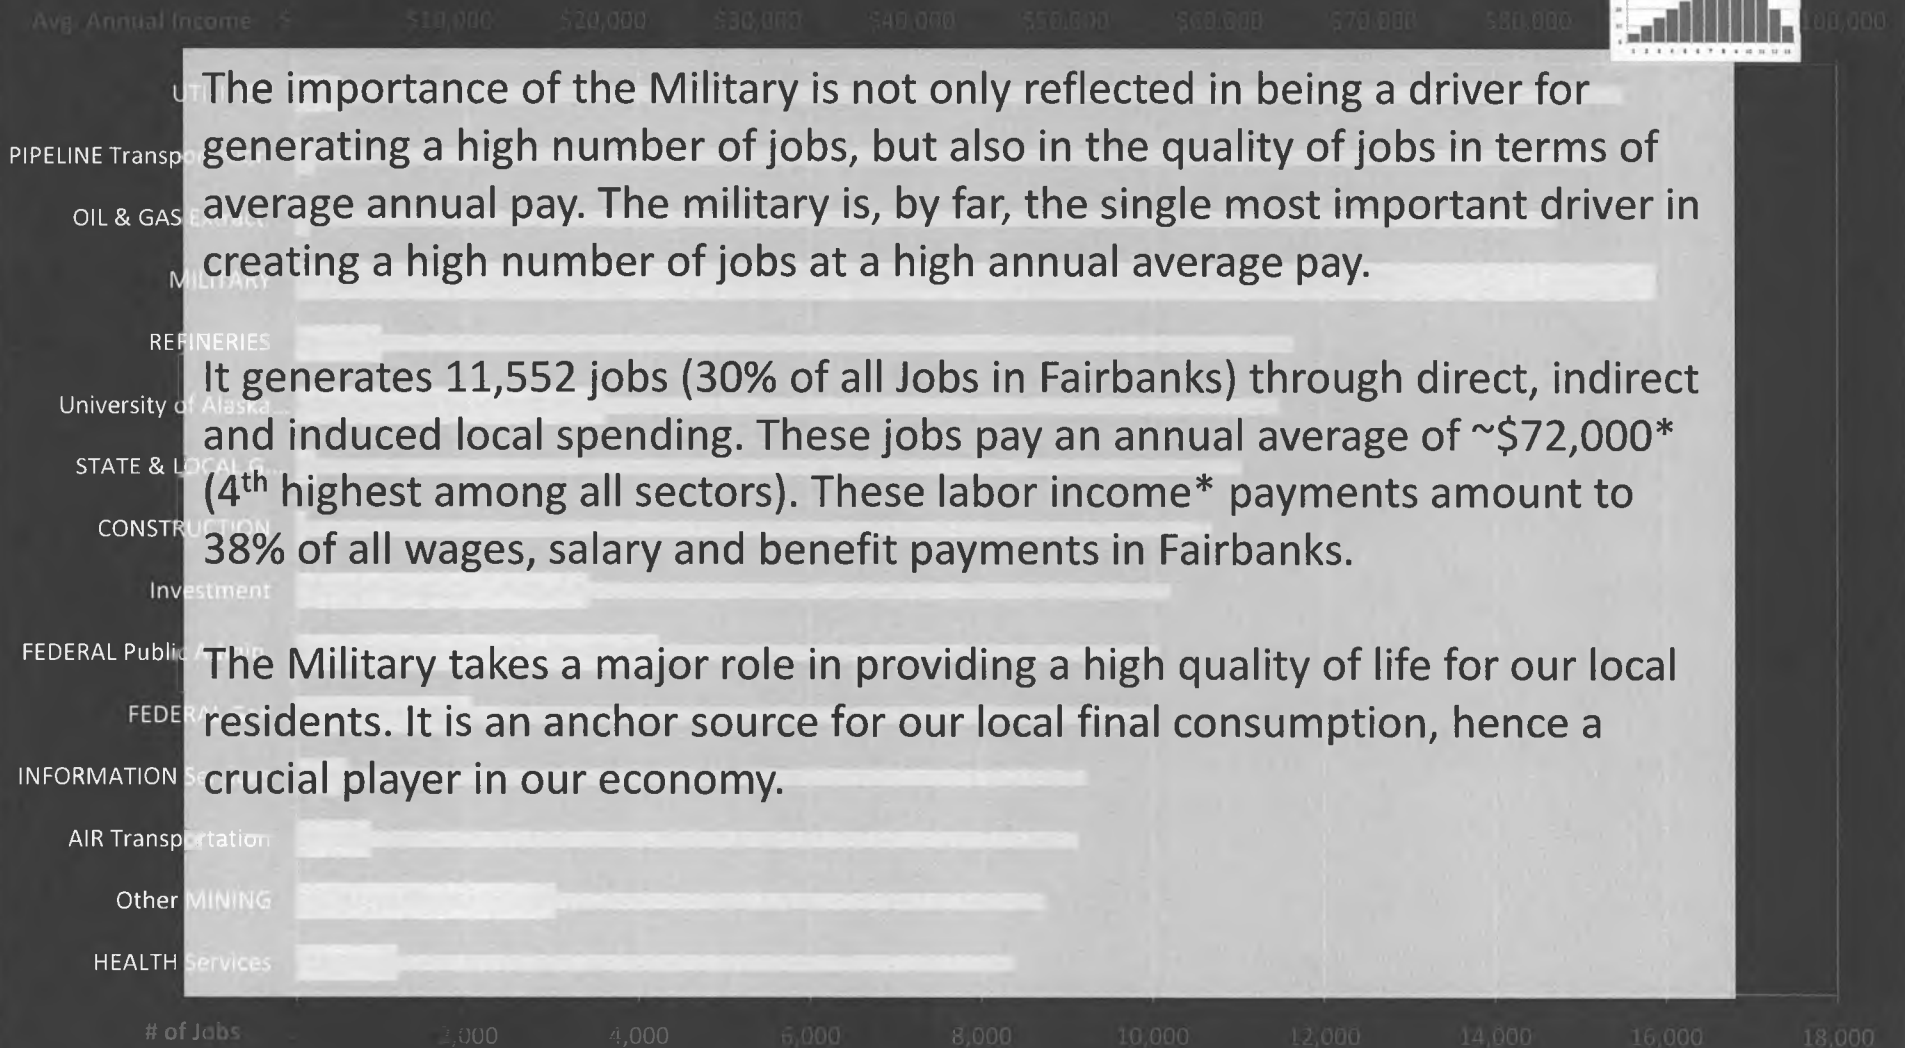 Avg. Annual Income $ $10,000 $20,000 $30,000 $40,000 $50,000 $60,000 $70,000 $80,000 100,000
The importance of the Military is not only reflected in being a driver for
generating a high number of jobs, but also in the quality of jobs in terms of
average annual pay. The military is, by far, the single most important driver in
creating a high number of jobs at a high annual average pay.
It generates 11,552 jobs (30% of all Jobs in Fairbanks) through direct, indirect
and induced local spending. These jobs pay an annual average of ~$72,000*
(4th highest among all sectors). These labor income* payments amount to
38% of all wages, salary and benefit payments in Fairbanks.
The Military takes a major role in providing a high quality of life for our local
residents. It is an anchor source for our local final consumption, hence a
crucial player in our economy.
PIPELINE Transp
OIL & GAS
MILITARY
REFINERIES
University of Alaska...
STATE & LOCAL G...
CONSTRUCTION
Investment
FEDERAL Public
FEDERAL
INFORMATION
AIR Transportation
Other MINING
HEALTH Services
# of Jobs 2,000 4,000 6,000 8,000 10,000 12,000 14,000 16,000 18,000